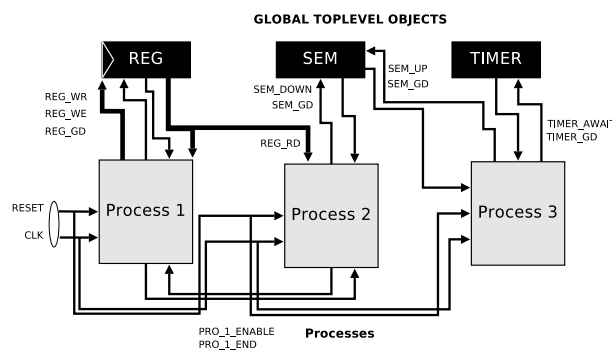 GLOBAL TOPLEVEL OBJECTS
REG
SEM
TIMER
REG_WR
REG_WE
REG_GD
SEM_DOWN
SEM_GD
REG_RD
SEM_UP
SEM_GD
TIMER_AWAIT
TIMER_GD
RESET
CLK
Process 1
Process 2
Process 3
PRO_1_ENABLE
PRO_1_END
Processes